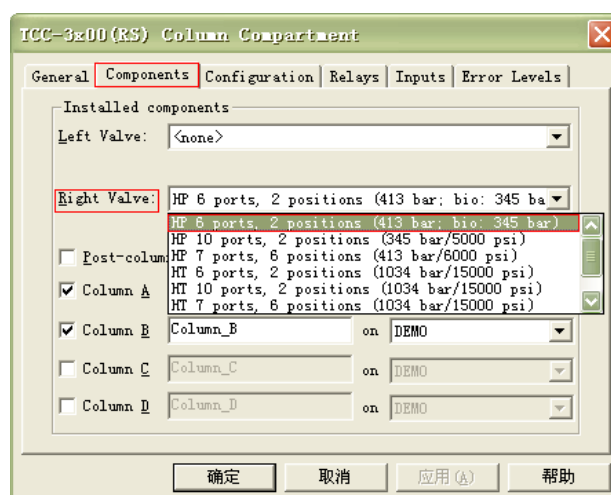 TCC-3x00(RS) Column Compartment
General Components Configuration Relays Inputs Error Levels
Installed components
Left Valve: <none>
Right Valve: HP 6 ports, 2 positions (413 bar; bio: 345 ba
HP 6 ports, 2 positions (413 bar; bio: 345 bar)
HP 10 ports, 2 positions (345 bar/5000 psi)
Post-colum HP 7 ports, 6 positions (413 bar/6000 psi)
HT 6 ports, 2 positions (1034 bar/15000 psi)
Column A HT 10 ports, 2 positions (1034 bar/15000 psi)
HT 7 ports, 6 positions (1034 bar/15000 psi)
Column B Column_B on DEMO
Column C Column_C on DEMO
Column D Column_D on DEMO
确定 取消 应用(A) 帮助